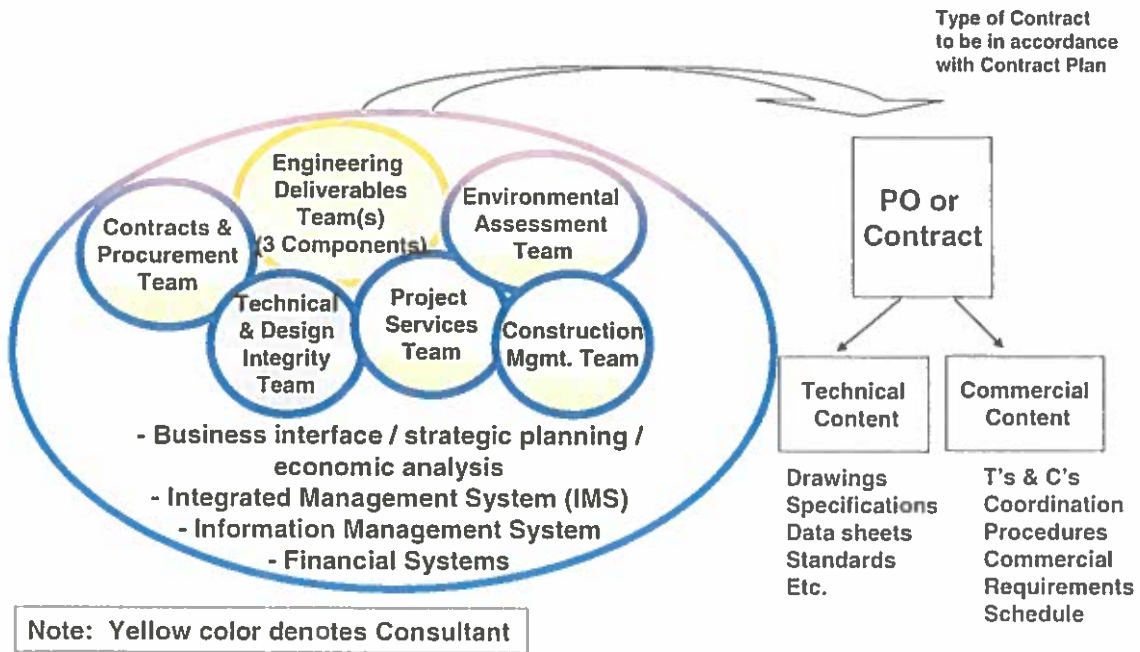 Type of Contract
to be in accordance
with Contract Plan
Engineering
Deliverables
Team(s)
(3 Components)
Contracts &
Procurement
Team
Environmental
Assessment
Team
Technical
& Design
Integrity
Team
Project
Services
Team
Construction
Mgmt. Team
- Business interface / strategic planning /
economic analysis
- Integrated Management System (IMS)
- Information Management System
- Financial Systems
Note: Yellow color denotes Consultant
PO or
Contract
Technical
Content
Commercial
Content
Drawings
Specifications
Data sheets
Standards
Etc.
T's & C's
Coordination
Procedures
Commercial
Requirements
Schedule